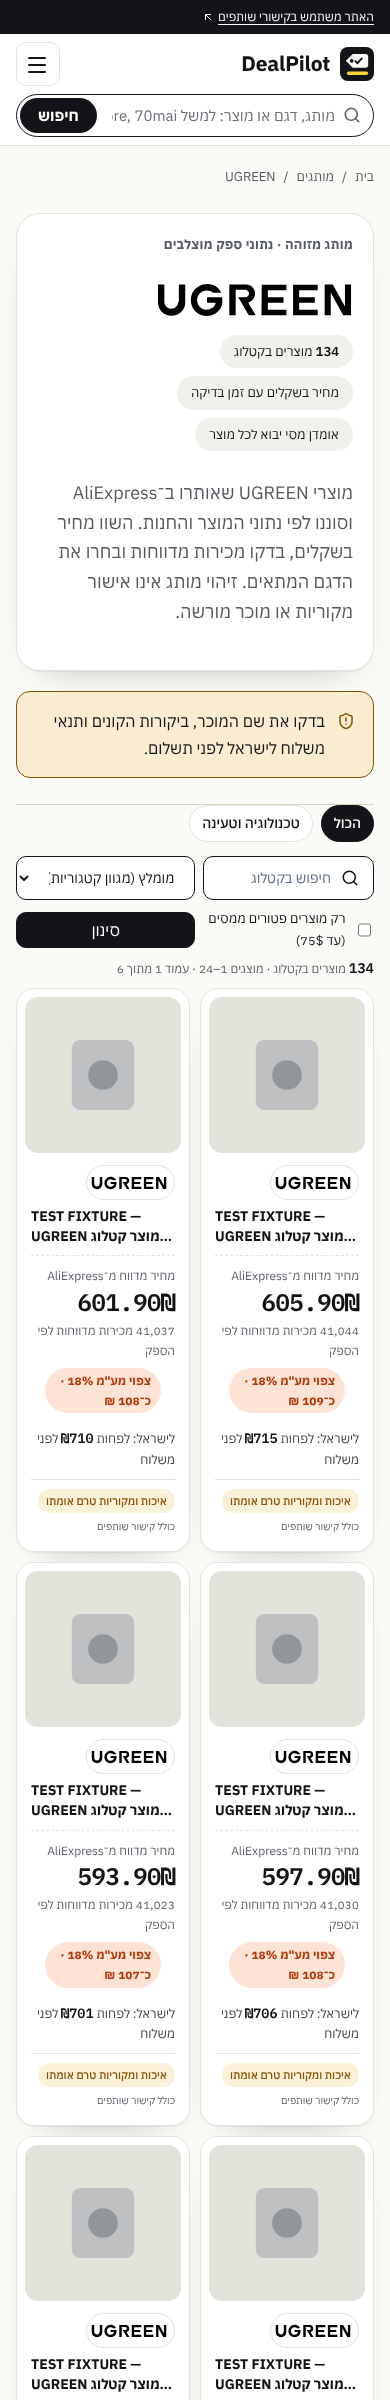 האתר משתמש בקישורי שותפים
DealPilot
מותג, דגם או מוצר: למשל ore, 70mai
חיפוש
בית / מותגים / UGREEN
מותג מזוהה · נתוני ספק מוצלבים
UGREEN
134 מוצרים בקטלוג
מחיר בשקלים עם זמן בדיקה
אומדן מסי יבוא לכל מוצר
מוצרי UGREEN שאותרו ב־AliExpress
וסוננו לפי נתוני המוצר והחנות. השוו מחיר
בשקלים, בדקו מכירות מדווחות ובחרו את
הדגם המתאים. זיהוי מותג אינו אישור
מקוריות או מוכר מורשה.
בדקו את שם המוכר, ביקורות הקונים ותנאי
משלוח לישראל לפני תשלום.
הכול
טכנולוגיה וטעינה
חיפוש בקטלוג
מומלץ (מגוון קטגוריות)
רק מוצרים פטורים ממסים
(עד 75$)
סינון
134 מוצרים בקטלוג · מוצגים 1–24 · עמוד 1 מתוך 6
UGREEN
TEST FIXTURE —
מוצר קטלוג UGREEN...
מחיר מדווח מ־AliExpress
605.90₪
41,044 מכירות מדווחות לפי
הספק
צפוי מע"מ 18% ·
כ־109 ₪
לישראל: לפחות 715₪ לפני
משלוח
איכות ומקוריות טרם אומתו
כולל קישור שותפים
UGREEN
TEST FIXTURE —
מוצר קטלוג UGREEN...
מחיר מדווח מ־AliExpress
601.90₪
41,037 מכירות מדווחות לפי
הספק
צפוי מע"מ 18% ·
כ־108 ₪
לישראל: לפחות 710₪ לפני
משלוח
איכות ומקוריות טרם אומתו
כולל קישור שותפים
UGREEN
TEST FIXTURE —
מוצר קטלוג UGREEN...
מחיר מדווח מ־AliExpress
597.90₪
41,030 מכירות מדווחות לפי
הספק
צפוי מע"מ 18% ·
כ־108 ₪
לישראל: לפחות 706₪ לפני
משלוח
איכות ומקוריות טרם אומתו
כולל קישור שותפים
UGREEN
TEST FIXTURE —
מוצר קטלוג UGREEN...
מחיר מדווח מ־AliExpress
593.90₪
41,023 מכירות מדווחות לפי
הספק
צפוי מע"מ 18% ·
כ־107 ₪
לישראל: לפחות 701₪ לפני
משלוח
איכות ומקוריות טרם אומתו
כולל קישור שותפים
UGREEN
TEST FIXTURE —
מוצר קטלוג UGREEN...
UGREEN
TEST FIXTURE —
מוצר קטלוג UGREEN...